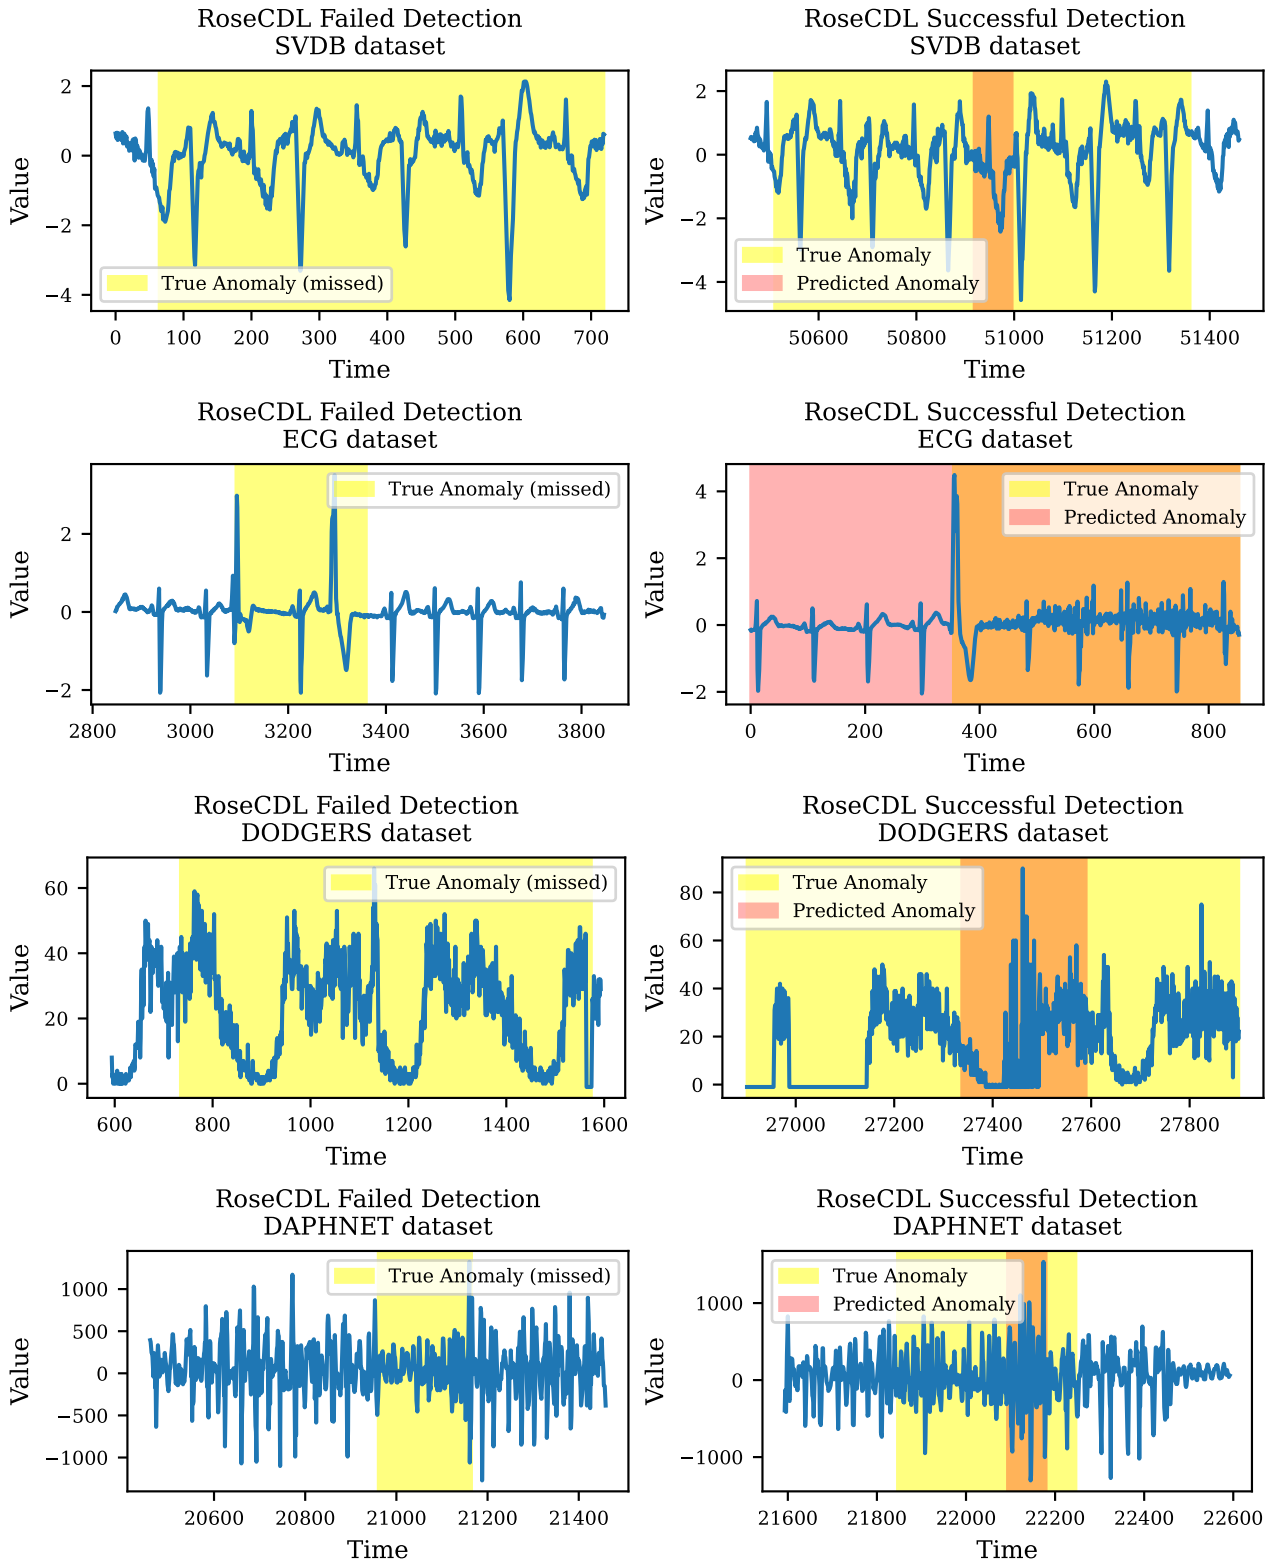 RoseCDL Failed Detection
SVDB dataset
Value
2
0
−2
−4
True Anomaly (missed)
0 100 200 300 400 500 600 700
Time
RoseCDL Successful Detection
SVDB dataset
Value
2
0
−2
−4
True Anomaly
Predicted Anomaly
50600 50800 51000 51200 51400
Time
RoseCDL Failed Detection
ECG dataset
Value
2
0
−2
True Anomaly (missed)
2800 3000 3200 3400 3600 3800
Time
RoseCDL Successful Detection
ECG dataset
Value
4
2
0
−2
True Anomaly
Predicted Anomaly
0 200 400 600 800
Time
RoseCDL Failed Detection
DODGERS dataset
Value
60
40
20
0
True Anomaly (missed)
600 800 1000 1200 1400 1600
Time
RoseCDL Successful Detection
DODGERS dataset
Value
80
60
40
20
0
True Anomaly
Predicted Anomaly
27000 27200 27400 27600 27800
Time
RoseCDL Failed Detection
DAPHNET dataset
Value
1000
500
0
−500
−1000
True Anomaly (missed)
20600 20800 21000 21200 21400
Time
RoseCDL Successful Detection
DAPHNET dataset
Value
1000
0
−1000
True Anomaly
Predicted Anomaly
21600 21800 22000 22200 22400 22600
Time